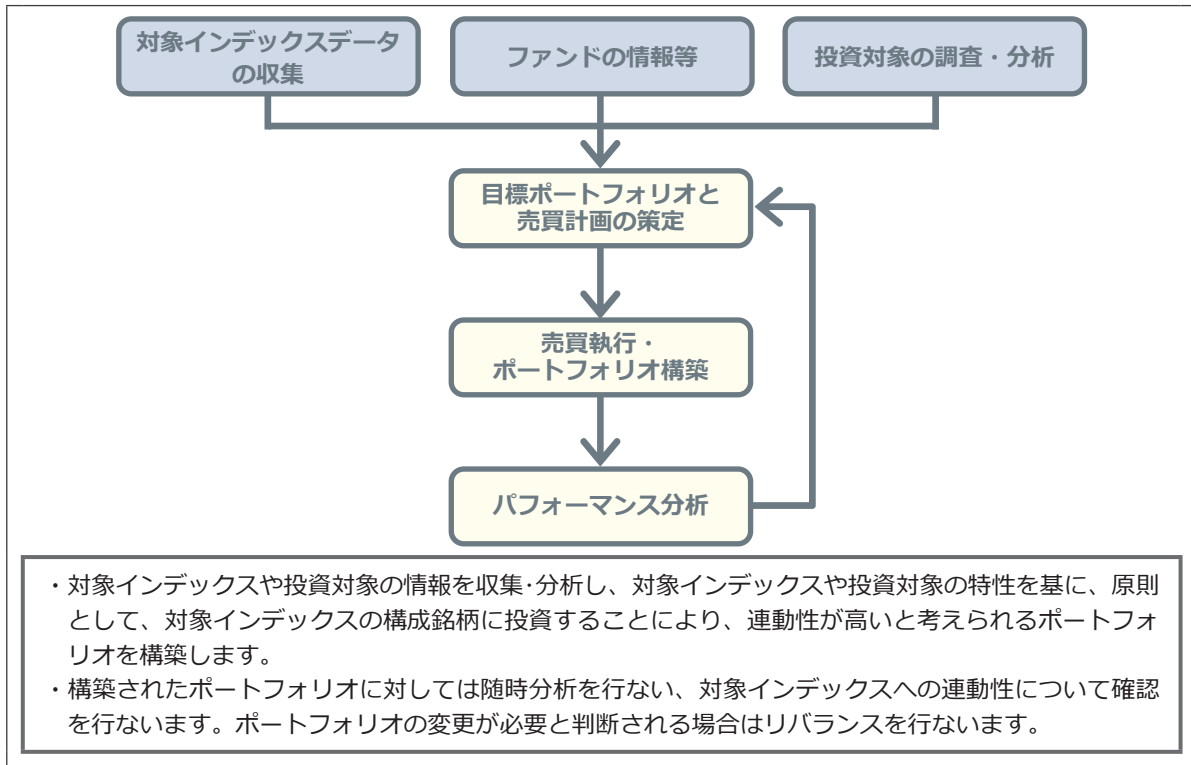 対象インデックスデータ
の収集
ファンドの情報等
投資対象の調査・分析
目標ポートフォリオと
売買計画の策定
売買執行・
ポートフォリオ構築
パフォーマンス分析
・対象インデックスや投資対象の情報を収集･分析し、対象インデックスや投資対象の特性を基に、原則
として、対象インデックスの構成銘柄に投資することにより、連動性が高いと考えられるポートフォ
リオを構築します。
・構築されたポートフォリオに対しては随時分析を行ない、対象インデックスへの連動性について確認
を行ないます。ポートフォリオの変更が必要と判断される場合はリバランスを行ないます。